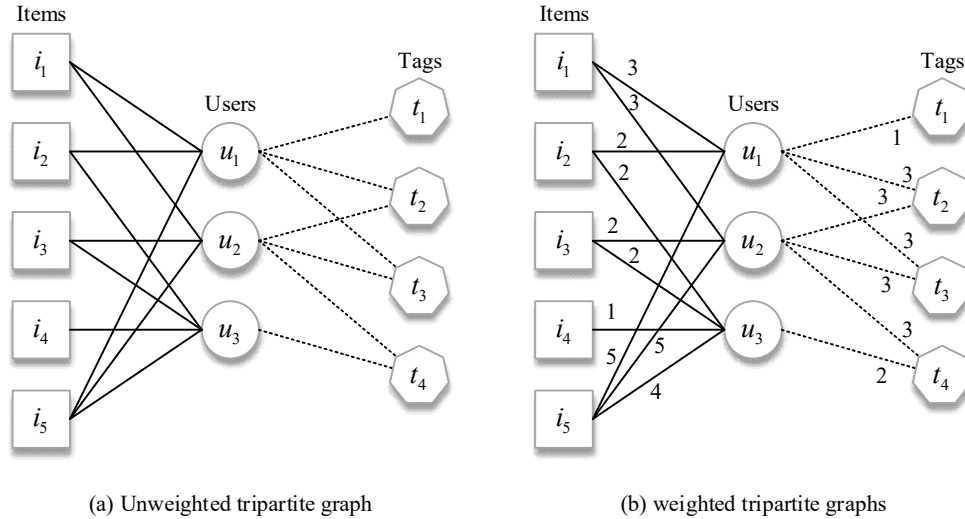 Items
Users
Tags
i1
i2
i3
i4
i5
u1
u2
u3
t1
t2
t3
t4
(a) Unweighted tripartite graph
Items
Users
Tags
i1
i2
i3
i4
i5
3
3
2
2
2
2
1
5
5
4
u1
u2
u3
1
3
3
3
3
3
2
t1
t2
t3
t4
(b) weighted tripartite graphs